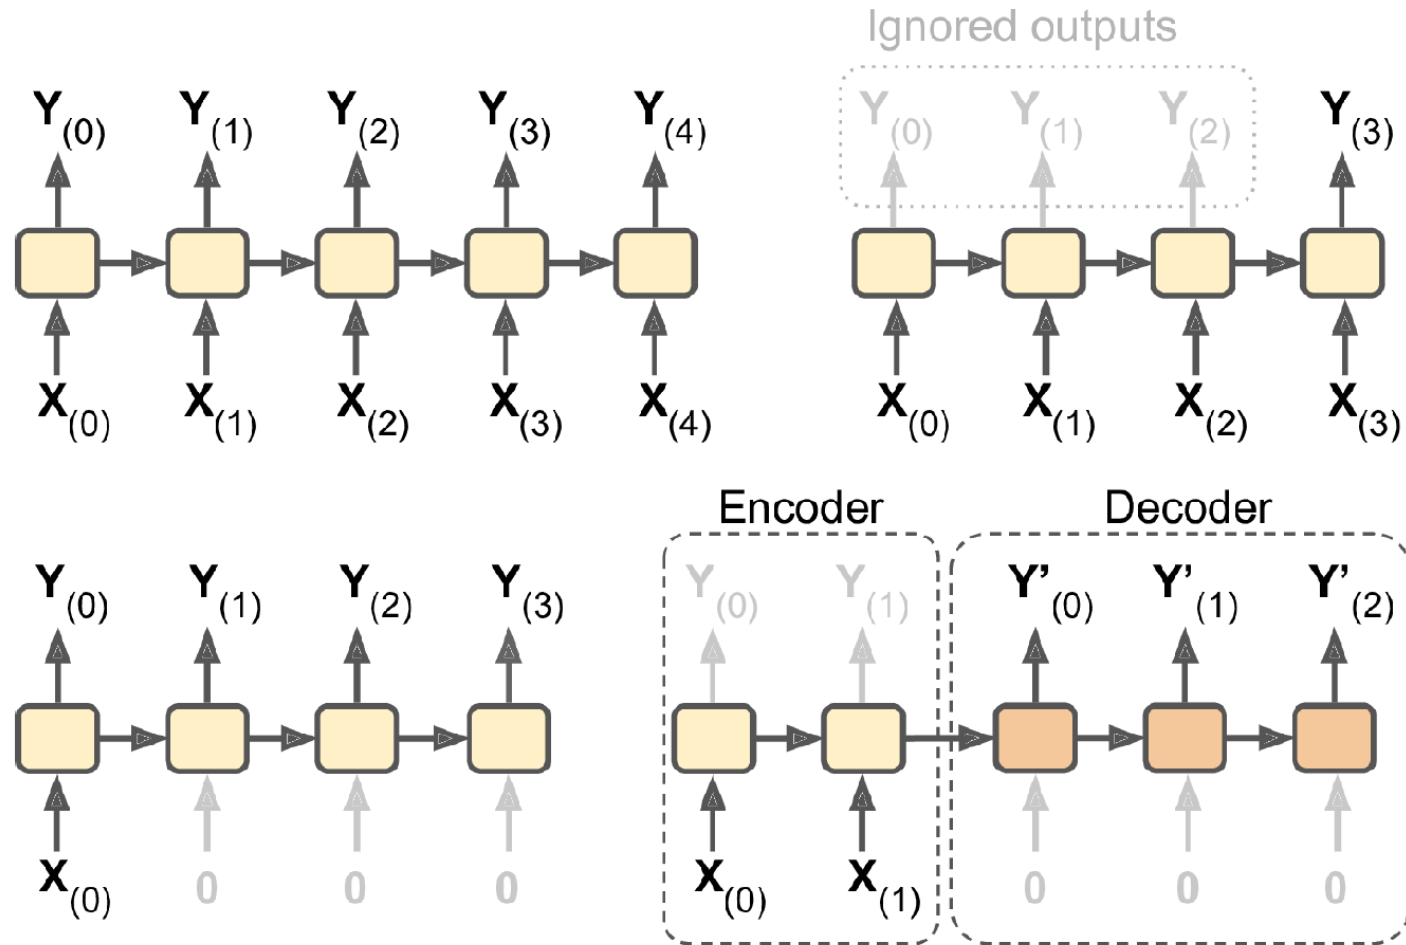 Ignored outputs
Y(0) Y(1) Y(2) Y(3) Y(4)
Y(0) Y(1) Y(2) Y(3)
X(0) X(1) X(2) X(3) X(4)
X(0) X(1) X(2) X(3)
Encoder
Decoder
Y(0) Y(1) Y(2) Y(3)
Y(0) Y(1)
Y’(0) Y’(1) Y’(2)
X(0) 0 0 0
X(0) X(1)
0 0 0